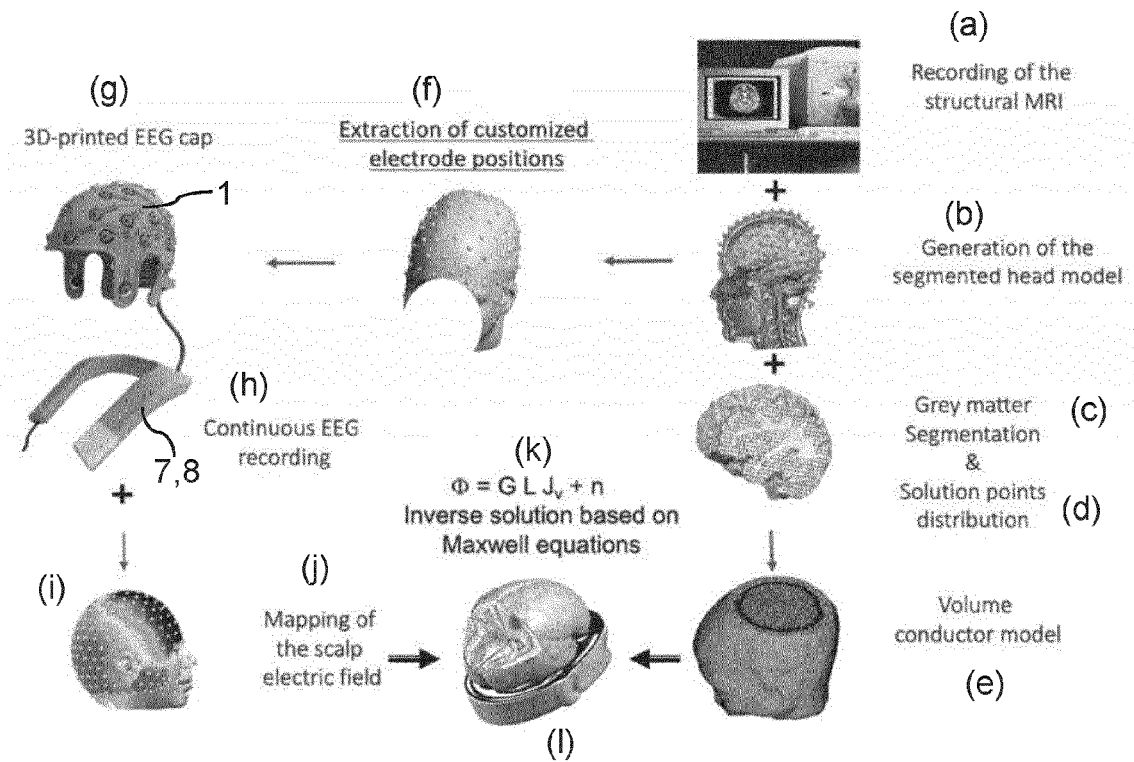 (a)
Recording of the
structural MRI
(g)
3D-printed EEG cap
1
(f)
Extraction of customized
electrode positions
+
(b)
Generation of the
segmented head model
+
(h)
Continuous EEG
recording
7,8
+
Grey matter
Segmentation
&
Solution points
distribution
(c)
(d)
(k)
Φ = G L Jᵥ + n
Inverse solution based on
Maxwell equations
(i)
(j)
Mapping of
the scalp
electric field
(l)
Volume
conductor model
(e)